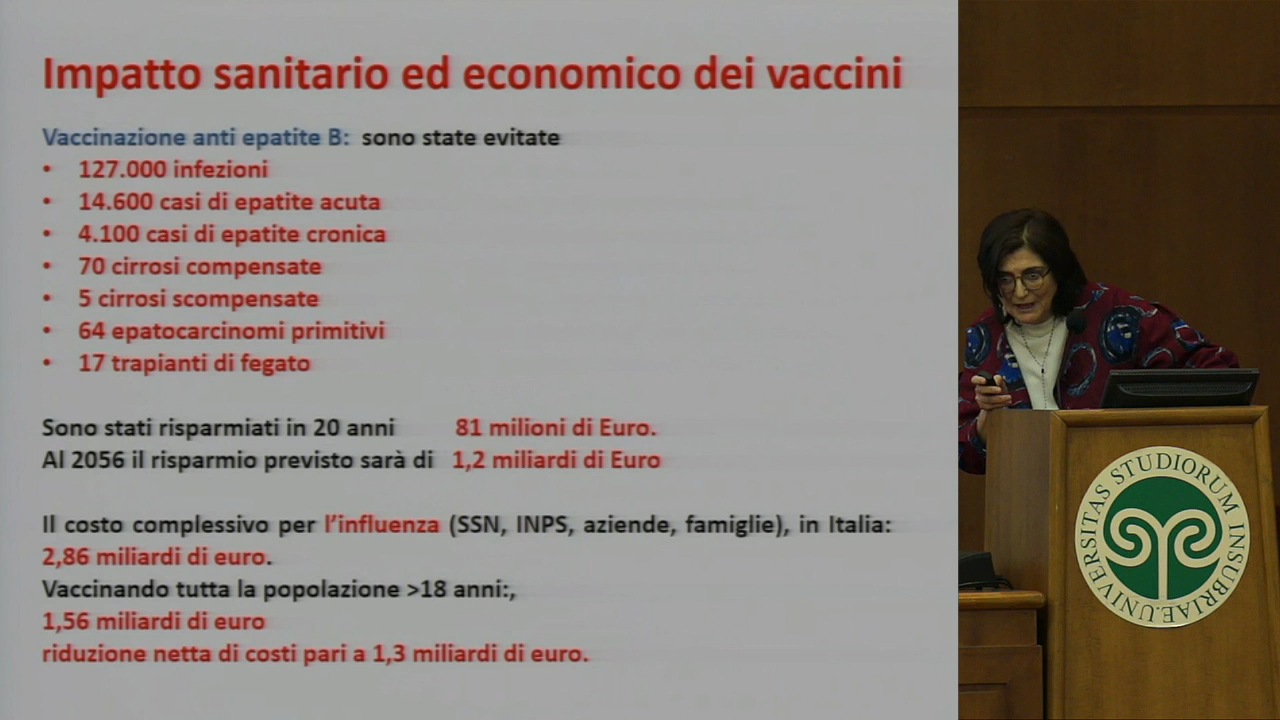 Impatto sanitario ed economico dei vaccini
Vaccinazione anti epatite B: sono state evitate
• 127.000 infezioni
• 14.600 casi di epatite acuta
• 4.100 casi di epatite cronica
• 70 cirrosi compensate
• 5 cirrosi scompensate
• 64 epatocarcinomi primitivi
• 17 trapianti di fegato
Sono stati risparmiati in 20 anni 81 milioni di Euro.
Al 2056 il risparmio previsto sarà di 1,2 miliardi di Euro
Il costo complessivo per l'influenza (SSN, INPS, aziende, famiglie), in Italia:
2,86 miliardi di euro.
Vaccinando tutta la popolazione >18 anni:,
1,56 miliardi di euro
riduzione netta di costi pari a 1,3 miliardi di euro.
UNIVERSITAS STUDIORUM INSUBRIAE